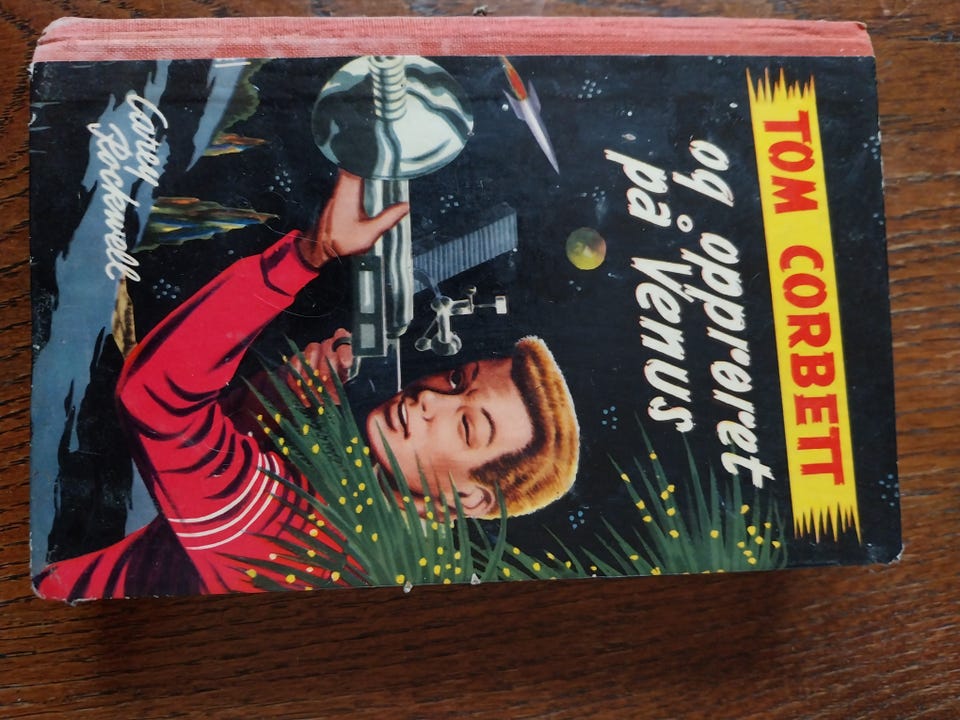 TOM CORBETT
og opprøret
på Venus
Carey
Rockwell